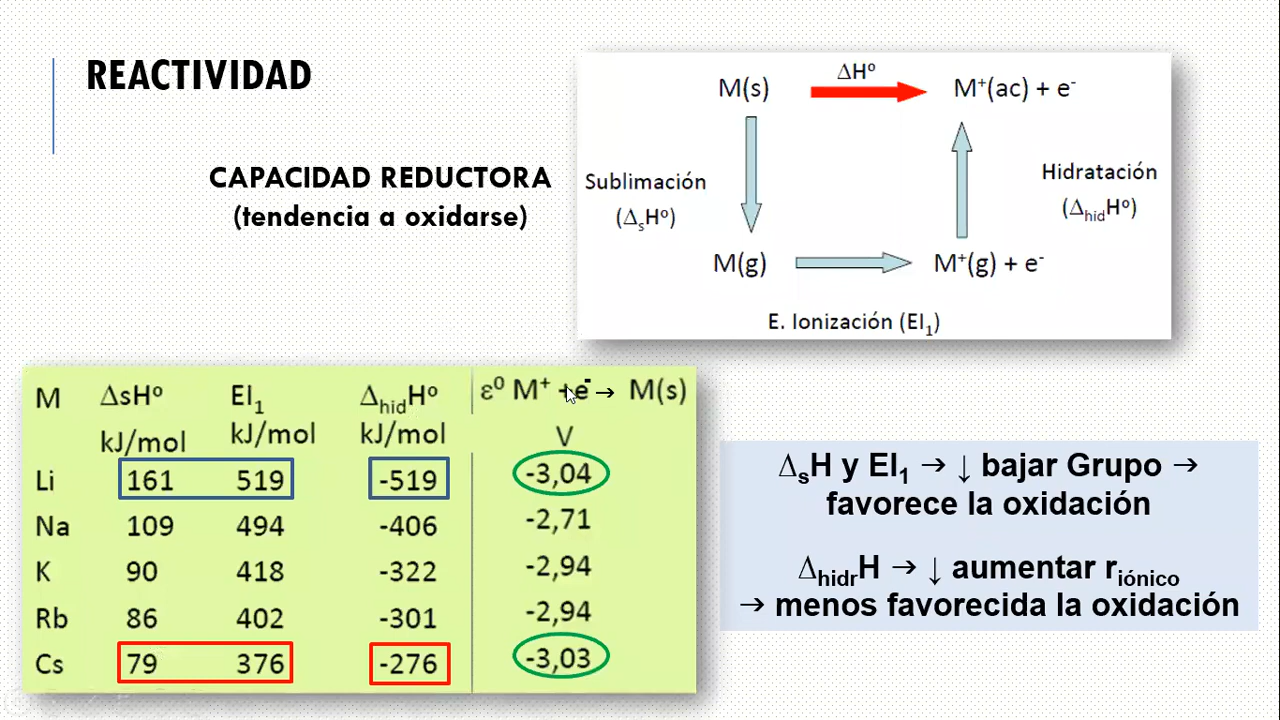 REACTIVIDAD
CAPACIDAD REDUCTORA
(tendencia a oxidarse)
M(s) ΔHº M⁺(ac) + e⁻
Sublimación
(ΔₛHº)
Hidratación
(ΔhidHº)
M(g) M⁺(g) + e⁻
E. Ionización (EI₁)
M ΔsHº EI₁ ΔhidHº ε⁰ M⁺ + e⁻ → M(s)
kJ/mol kJ/mol kJ/mol V
Li 161 519 -519 -3,04
Na 109 494 -406 -2,71
K 90 418 -322 -2,94
Rb 86 402 -301 -2,94
Cs 79 376 -276 -3,03
ΔₛH y EI₁ → ↓ bajar Grupo →
favorece la oxidación
ΔhidrH → ↓ aumentar riónico
→ menos favorecida la oxidación